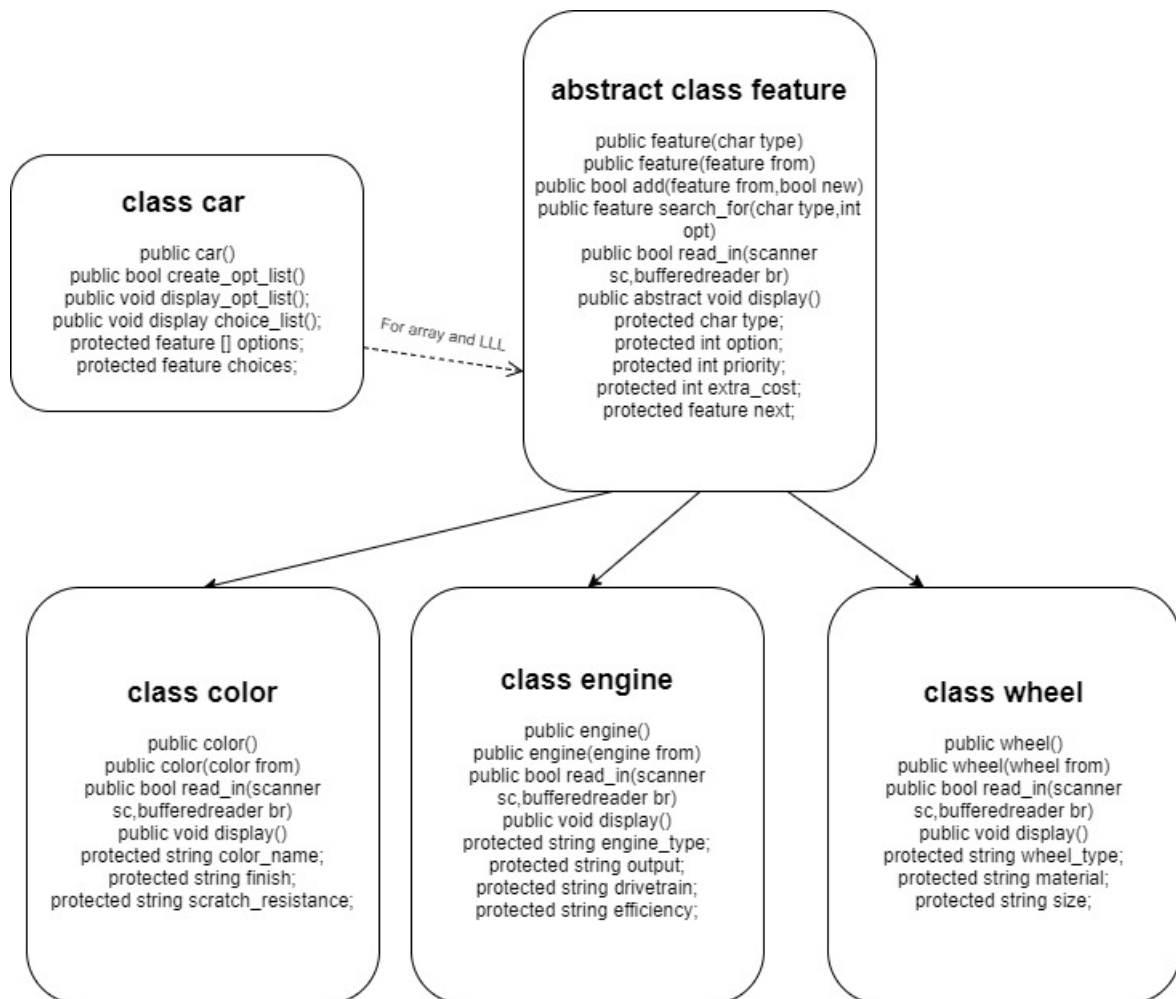 abstract class feature
public feature(char type)
public feature(feature from)
public bool add(feature from,bool new)
public feature search_for(char type,int
opt)
public bool read_in(scanner
sc,bufferedreader br)
public abstract void display()
protected char type;
protected int option;
protected int priority;
protected int extra_cost;
protected feature next;
class car
public car()
public bool create_opt_list()
public void display_opt_list();
public void display choice_list();
protected feature [] options;
protected feature choices;
For array and LLL
class color
public color()
public color(color from)
public bool read_in(scanner
sc,bufferedreader br)
public void display()
protected string color_name;
protected string finish;
protected string scratch_resistance;
class engine
public engine()
public engine(engine from)
public bool read_in(scanner
sc,bufferedreader br)
public void display()
protected string engine_type;
protected string output;
protected string drivetrain;
protected string efficiency;
class wheel
public wheel()
public wheel(wheel from)
public bool read_in(scanner
sc,bufferedreader br)
public void display()
protected string wheel_type;
protected string material;
protected string size;